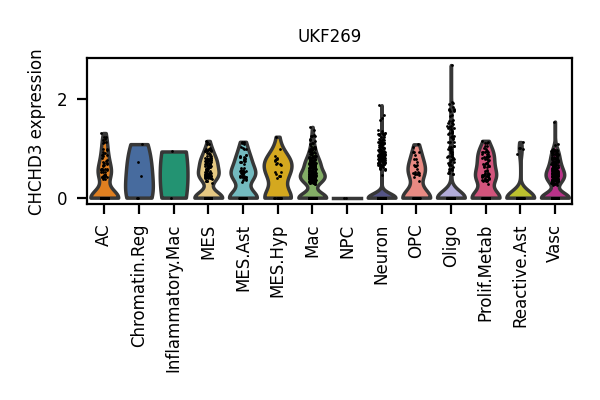 UKF269
CHCHD3 expression
2
0
AC
Chromatin.Reg
Inflammatory.Mac
MES
MES.Ast
MES.Hyp
Mac
NPC
Neuron
OPC
Oligo
Prolif.Metab
Reactive.Ast
Vasc